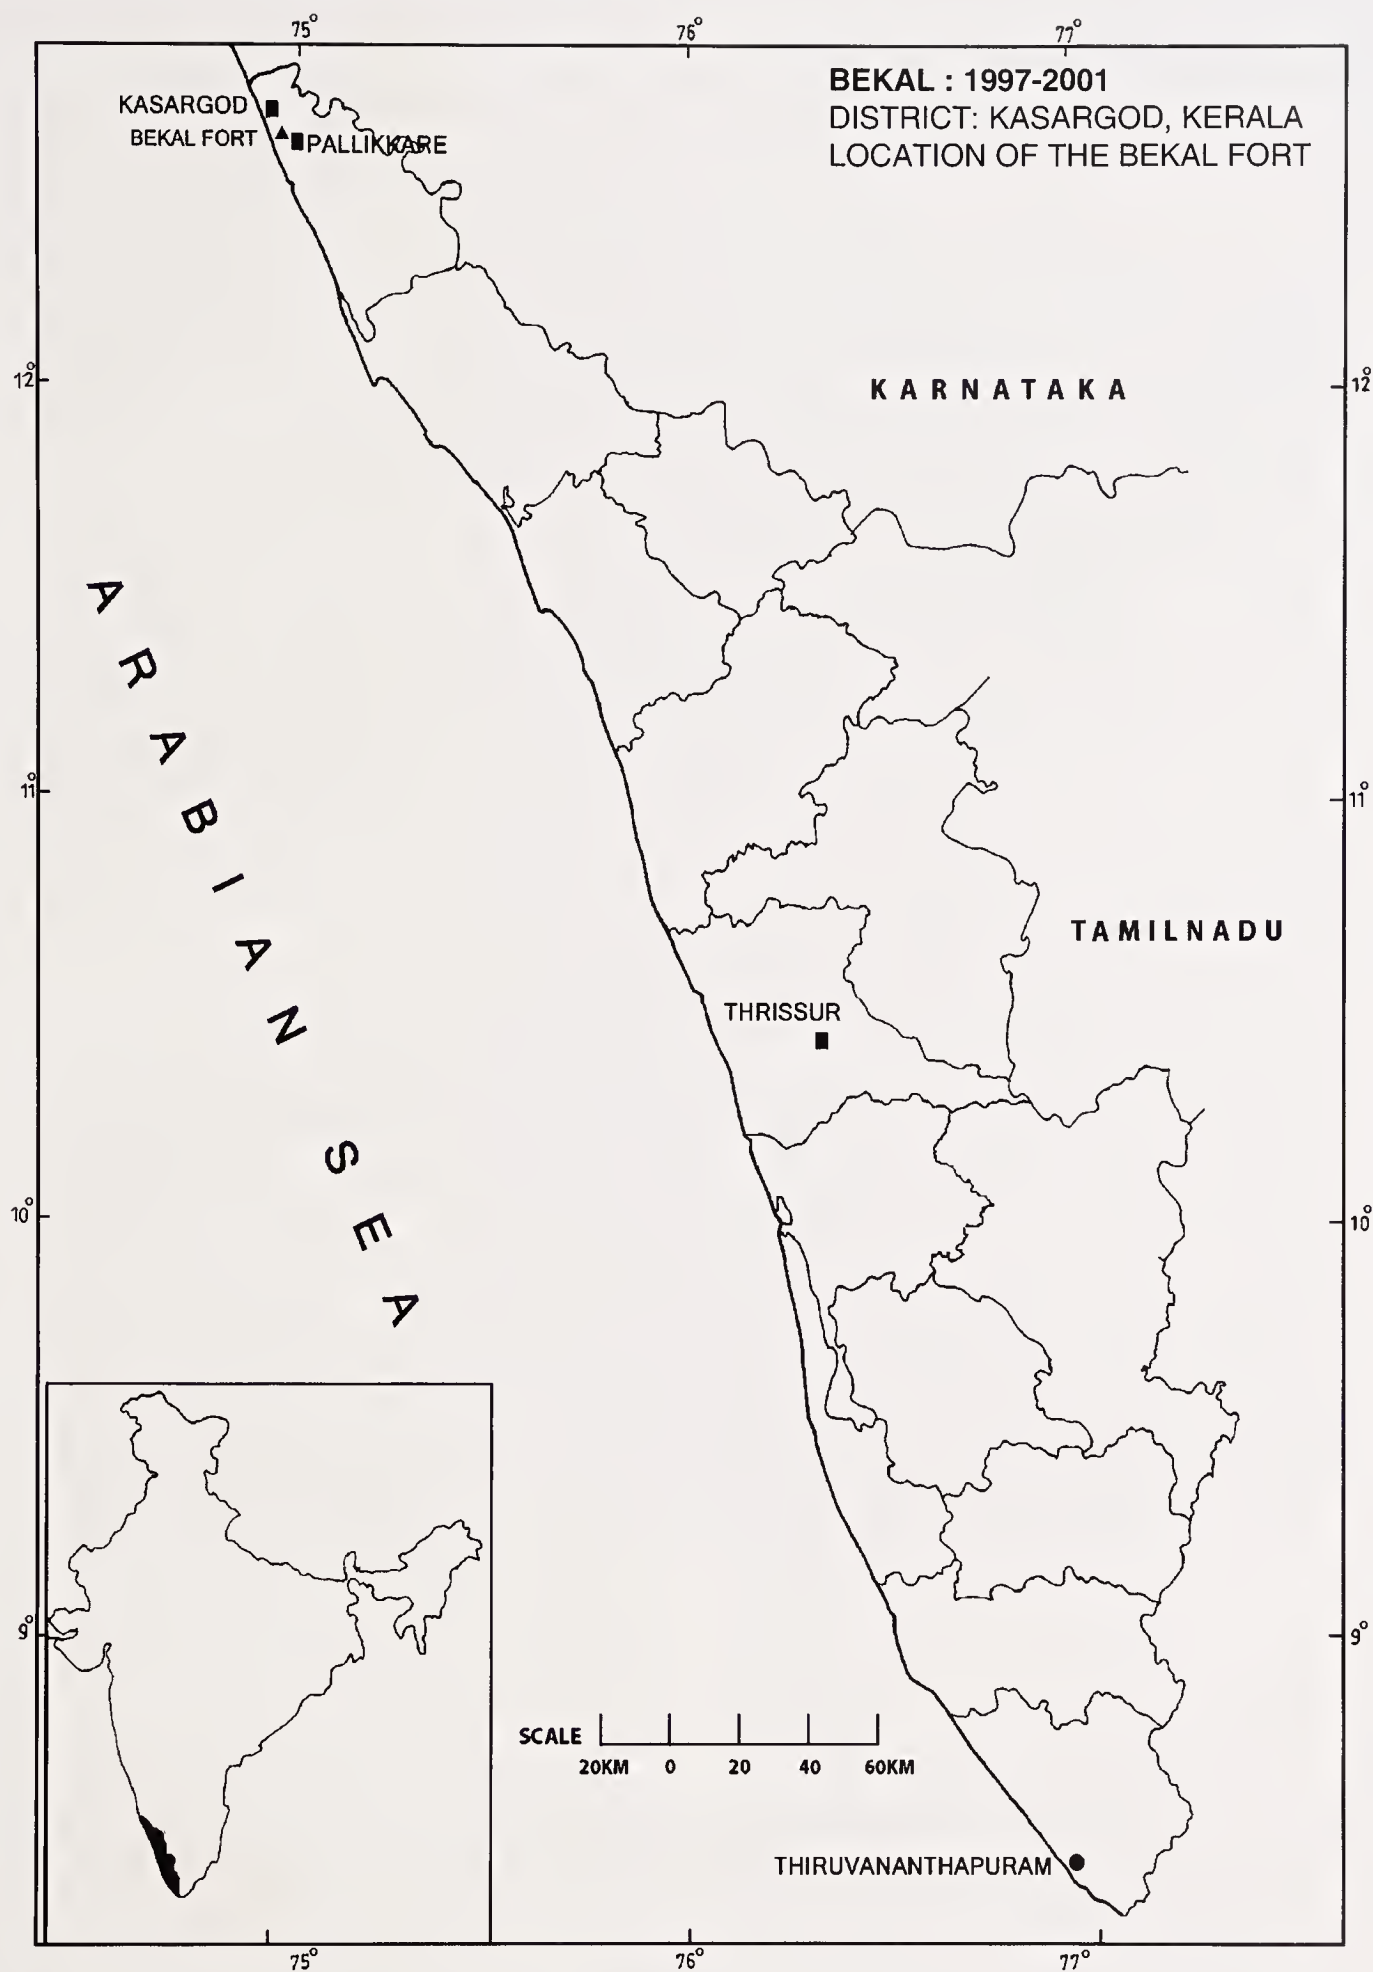 75°
76°
77°
BEKAL : 1997-2001
DISTRICT: KASARGOD, KERALA
LOCATION OF THE BEKAL FORT
KASARGOD
BEKAL FORT
PALLIKKARE
12°
12°
KARNATAKA
ARABIAN SEA
11°
11°
TAMILNADU
THRISSUR
10°
10°
9°
9°
SCALE
20KM 0 20 40 60KM
THIRUVANANTHAPURAM
75°
76°
77°